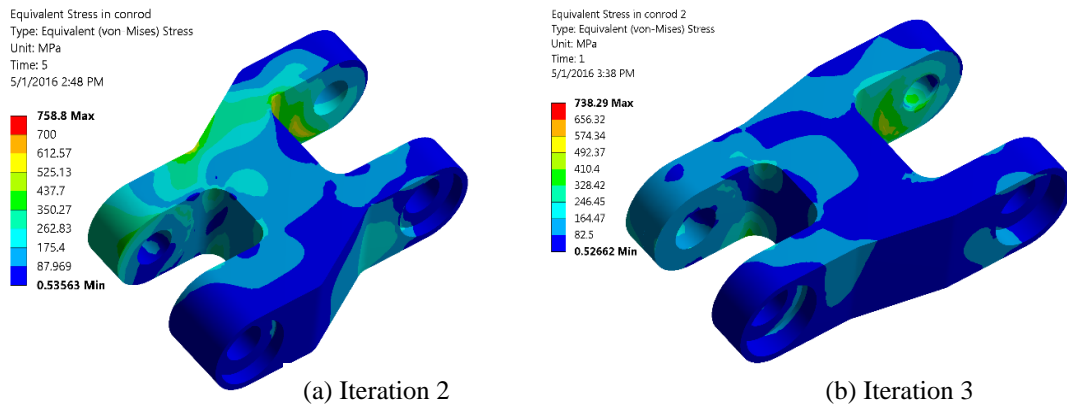 Equivalent Stress in conrod
Type: Equivalent (von-Mises) Stress
Unit: MPa
Time: 5
5/1/2016 2:48 PM
758.8 Max
700
612.57
525.13
437.7
350.27
262.83
175.4
87.969
0.53563 Min
(a) Iteration 2
Equivalent Stress in conrod 2
Type: Equivalent (von-Mises) Stress
Unit: MPa
Time: 1
5/1/2016 3:38 PM
738.29 Max
656.32
574.34
492.37
410.4
328.42
246.45
164.47
82.5
0.52662 Min
(b) Iteration 3